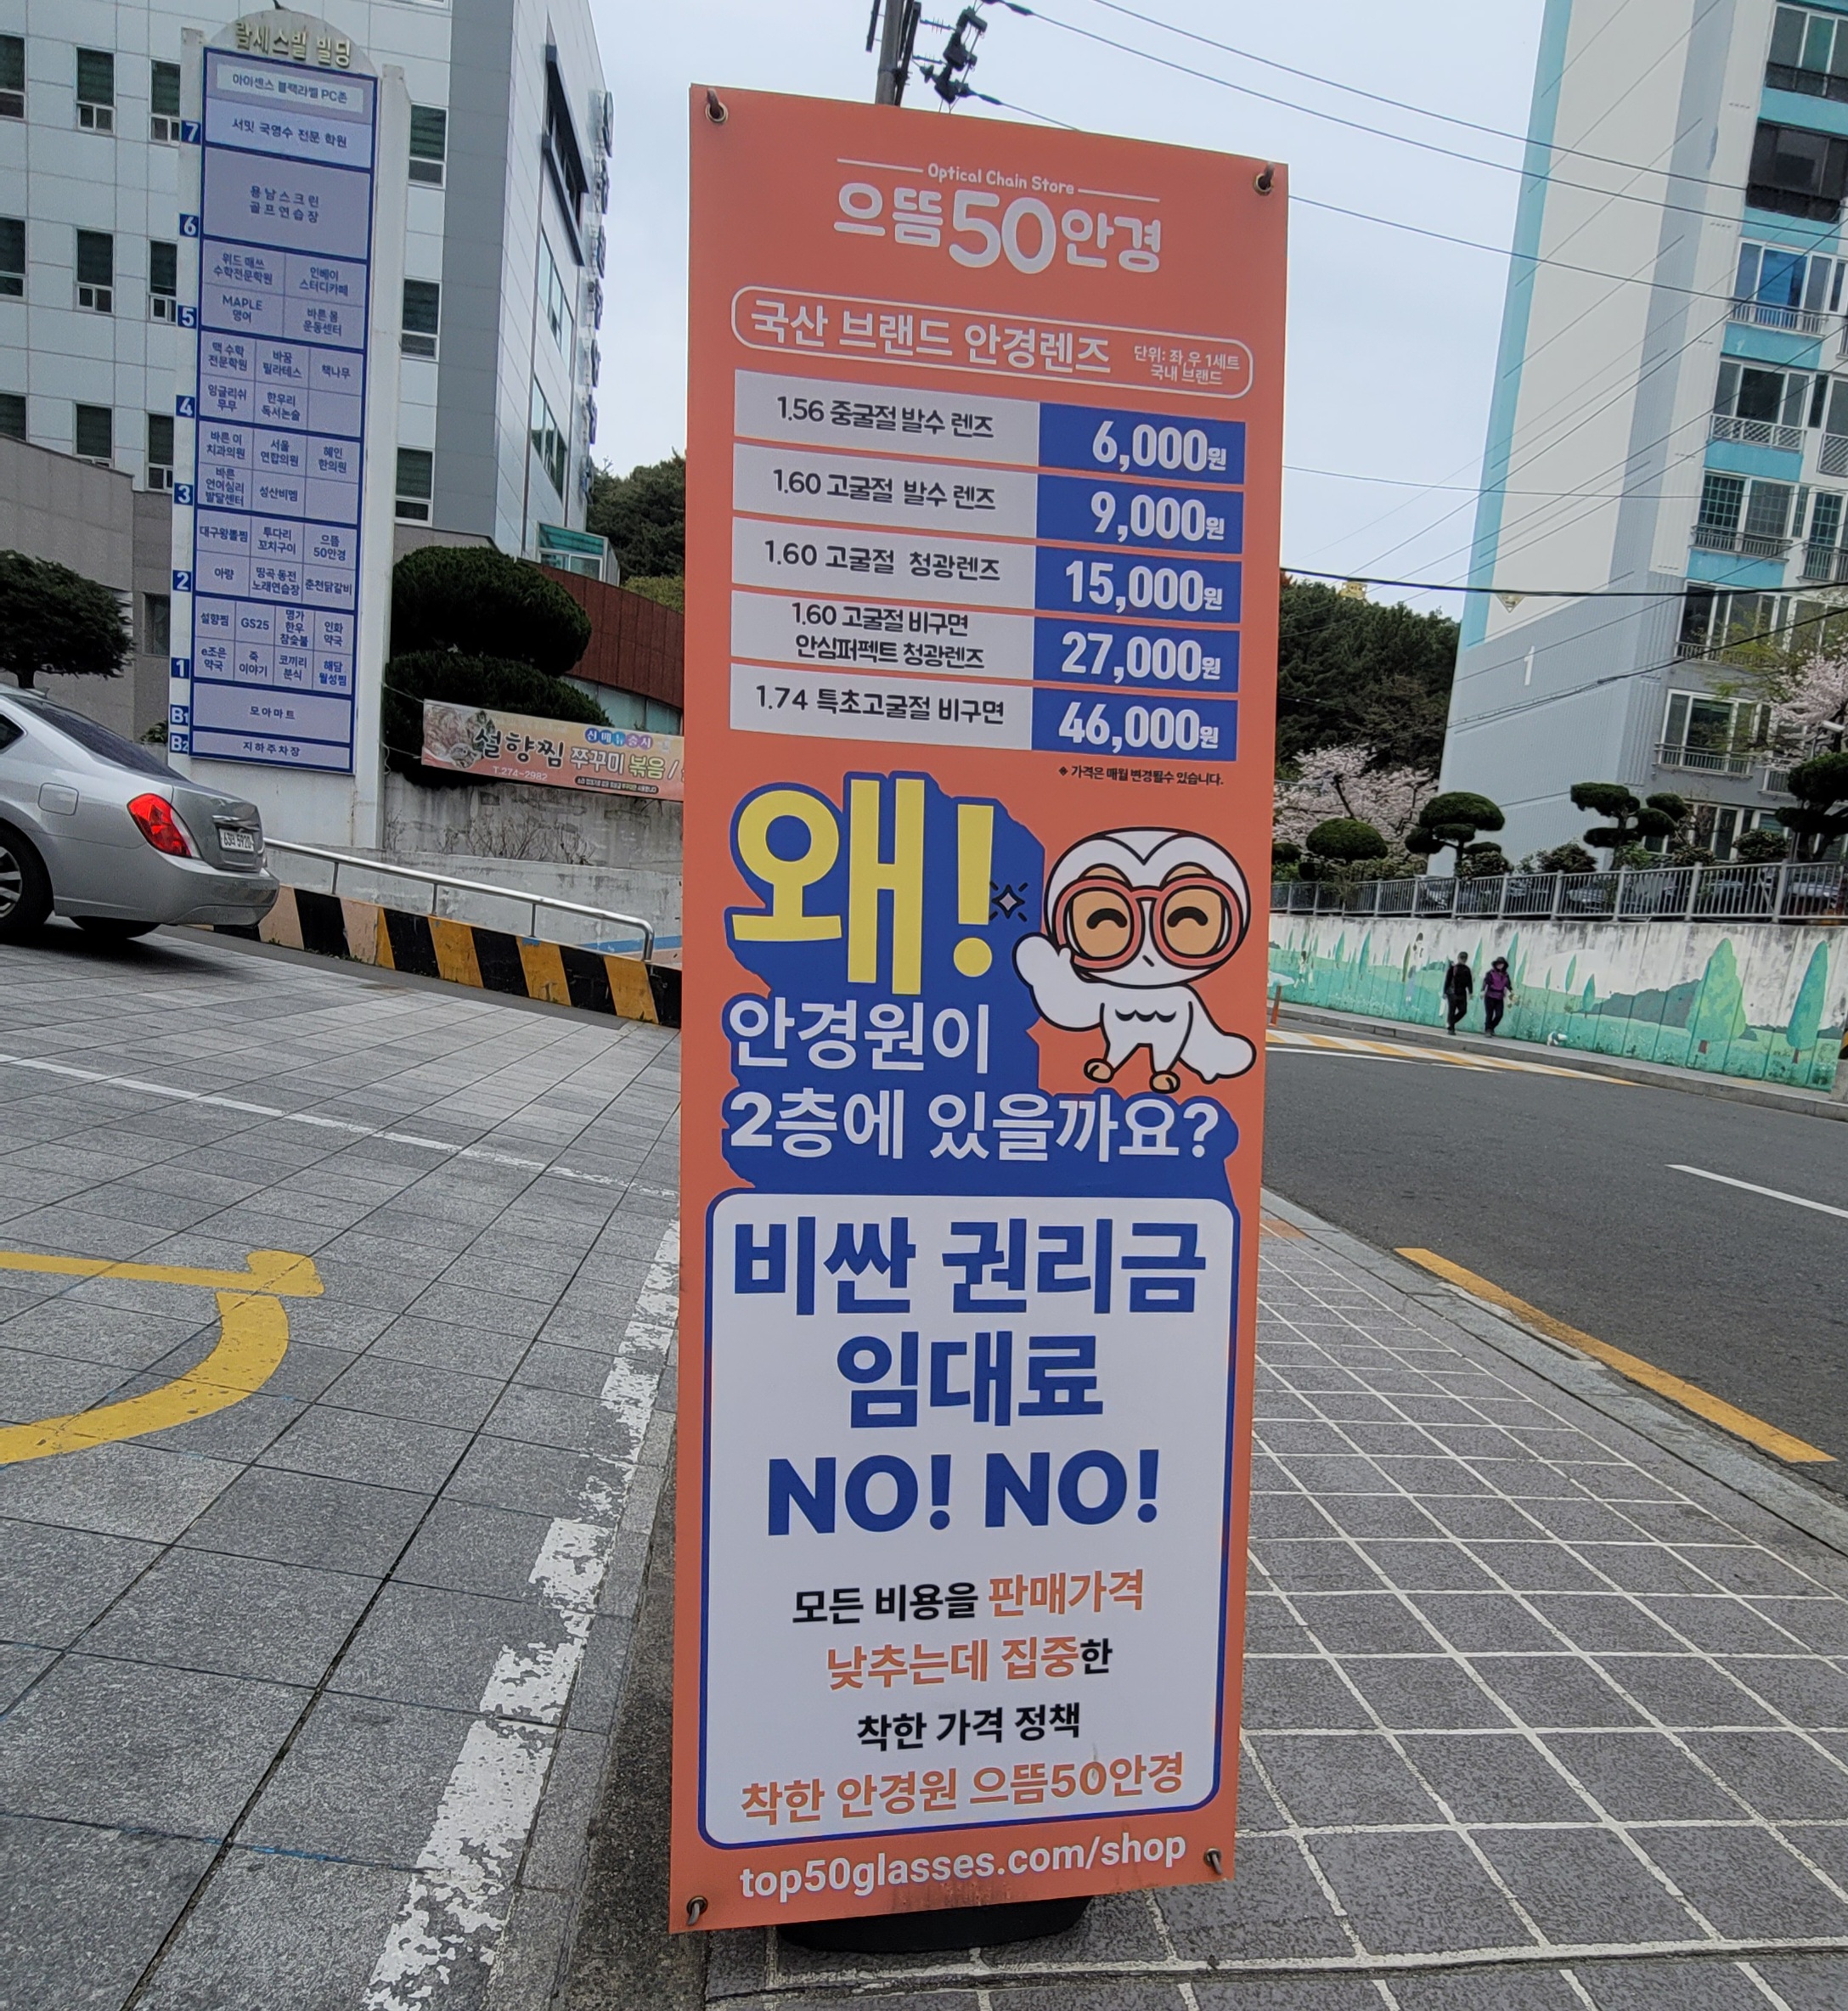 람세스빌 빌딩
아이센스 블랙라벨 PC존
7
서밋 국영수 전문 학원
용남스크린
골프연습장
6
위드 매쓰
수학전문학원
인베이
스터디카페
MAPLE
영어
바른 몸
운동센터
5
맥 수학
전문학원
바꿈
필라테스
책나무
잉글리쉬
무무
한우리
독서논술
4
바른 이
치과의원
서울
연합의원
혜인
한의원
바른
언어심리
발달센터
성산비엠
3
대구왕뽈찜
투다리
꼬치구이
으뜸
50안경
아량
땅곡 동전
노래연습장
춘천닭갈비
2
설향찜
GS25
명가
한우
참숯불
인화
약국
e조은
약국
죽
이야기
코끼리
분식
해담
월성찜
1
B1
모아마트
B2
지하주차장
설향찜 쭈꾸미 볶음 /
T.274-2982
Optical Chain Store
으뜸50안경
국산 브랜드 안경렌즈
단위: 좌,우 1세트
국내 브랜드
1.56 중굴절 발수 렌즈 6,000원
1.60 고굴절 발수 렌즈 9,000원
1.60 고굴절 청광렌즈 15,000원
1.60 고굴절 비구면
안심퍼펙트 청광렌즈 27,000원
1.74 특초고굴절 비구면 46,000원
※ 가격은 매월 변경될수 있습니다.
왜!
안경원이
2층에 있을까요?
비싼 권리금
임대료
NO! NO!
모든 비용을 판매가격
낮추는데 집중한
착한 가격 정책
착한 안경원 으뜸50안경
top50glasses.com/shop
1